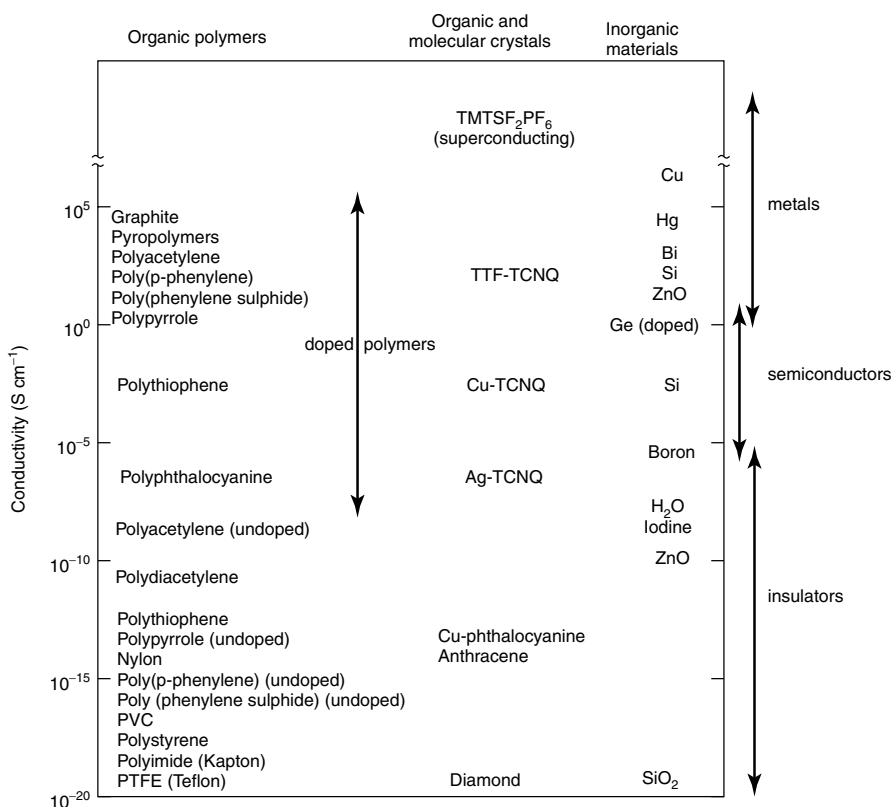 Organic polymers
Organic and
molecular crystals
Inorganic
materials
TMTSF₂PF₆
(superconducting)
Cu
metals
10⁵
Graphite
Hg
Pyropolymers
Polyacetylene
Bi
Poly(p-phenylene)
TTF-TCNQ
Si
Poly(phenylene sulphide)
ZnO
Polypyrrole
10⁰
Ge (doped)
doped polymers
semiconductors
Polythiophene
Cu-TCNQ
Si
Conductivity (S cm⁻¹)
10⁻⁵
Boron
Polyphthalocyanine
Ag-TCNQ
H₂O
Polyacetylene (undoped)
Iodine
10⁻¹⁰
ZnO
Polydiacetylene
insulators
Polythiophene
Polypyrrole (undoped)
Cu-phthalocyanine
Nylon
Anthracene
10⁻¹⁵
Poly(p-phenylene) (undoped)
Poly (phenylene sulphide) (undoped)
PVC
Polystyrene
Polyimide (Kapton)
PTFE (Teflon)
Diamond
SiO₂
10⁻²⁰